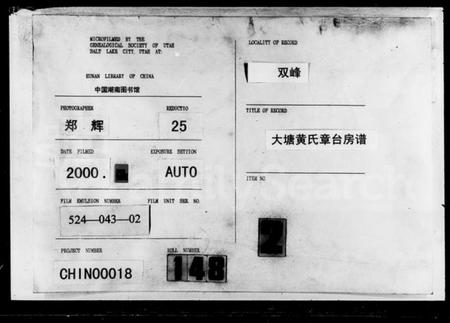 MICROFILMED BY THE
GENEALOGICAL SOCIETY OF UTAH
SALT LAKE CITY, UTAH AT:
HUNAN LIBRARY OF CHINA
中国湖南图书馆
PHOTOGRAPHER
REDUCTIO
郑 辉
25
DATE FILMED
EXPOSURE SETTION
2000.
AUTO
FILM EMULSION NUMBER
FILM UNIT SER. NO.
524—043—02
PROJECT NUMBER
ROLL NUMBER
CHIN00018
148
LOCALITY OF RECORD
双峰
TITLE OF RECORD
大塘黄氏章台房谱
ITEM NO.
2